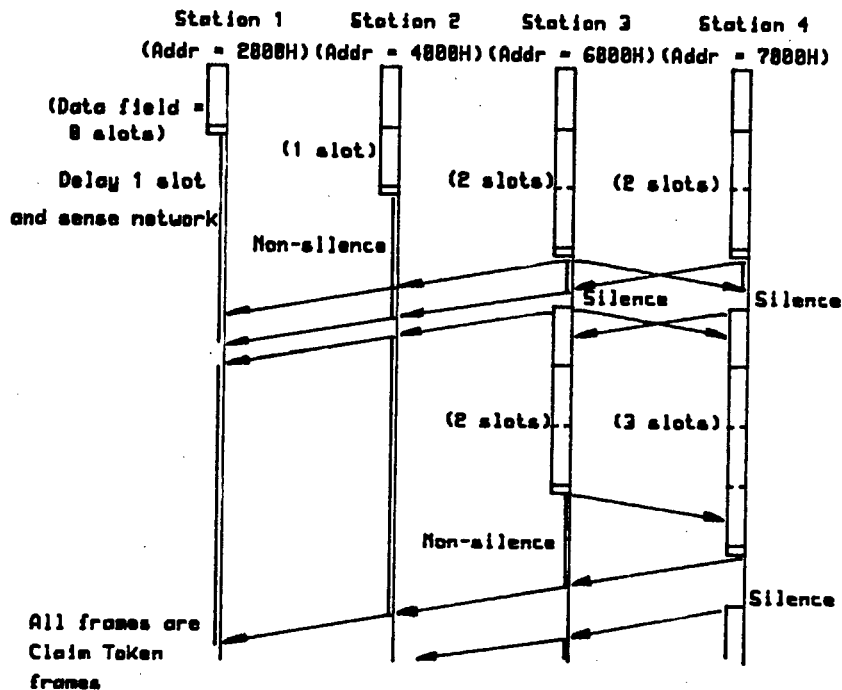 Station 1 Station 2 Station 3 Station 4
(Addr = 2000H) (Addr = 4000H) (Addr = 6000H) (Addr = 7000H)
(Data field =
0 slots)
(1 slot)
Delay 1 slot
(2 slots)
(2 slots)
and sense network
Non-silence
Silence
Silence
(2 slots)
(3 slots)
Non-silence
Silence
All frames are
Claim Token
frames